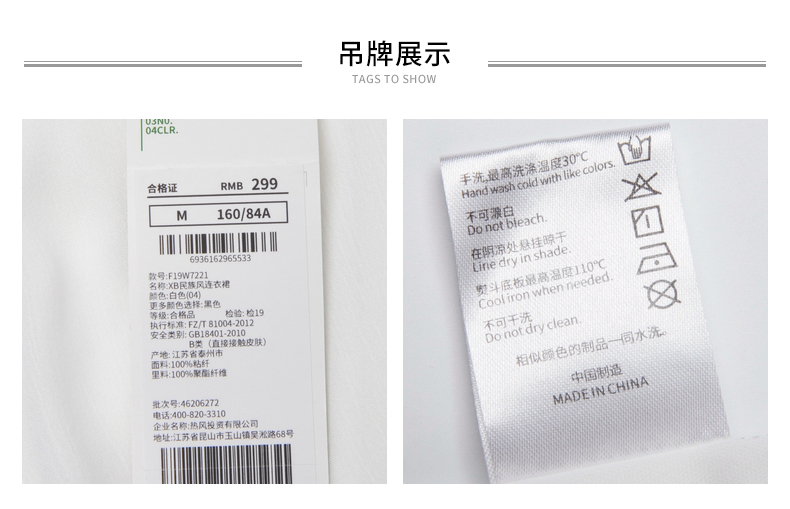 吊牌展示
TAGS TO SHOW
03NO.
04CLR.
合格证 RMB 299
M 160/84A
6936162965533
款号:F19W7221
名称:XB民族风连衣裙
颜色:白色(04)
更多颜色选择:黑色
等级:合格品 检验:检19
执行标准:FZ/T 81004-2012
安全类别:GB18401-2010
B类（直接接触皮肤）
产地:江苏省泰州市
面料:100%粘纤
里料:100%聚酯纤维
批次号:46206272
电话:400-820-3310
企业名称:热风投资有限公司
地址:江苏省昆山市玉山镇吴淞路68号
手洗,最高洗涤温度30°C
Hand wash cold with like colors.
不可漂白
Do not bleach.
在阴凉处悬挂晾干
Line dry in shade.
熨斗底板最高温度110°C
Cool iron when needed.
不可干洗
Do not dry clean.
相似颜色的制品一同水洗。
中国制造
MADE IN CHINA